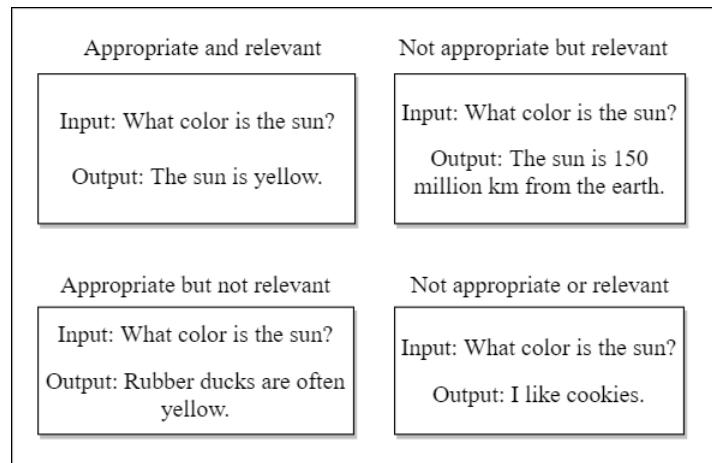 Appropriate and relevant
Input: What color is the sun?
Output: The sun is yellow.
Not appropriate but relevant
Input: What color is the sun?
Output: The sun is 150
million km from the earth.
Appropriate but not relevant
Input: What color is the sun?
Output: Rubber ducks are often
yellow.
Not appropriate or relevant
Input: What color is the sun?
Output: I like cookies.